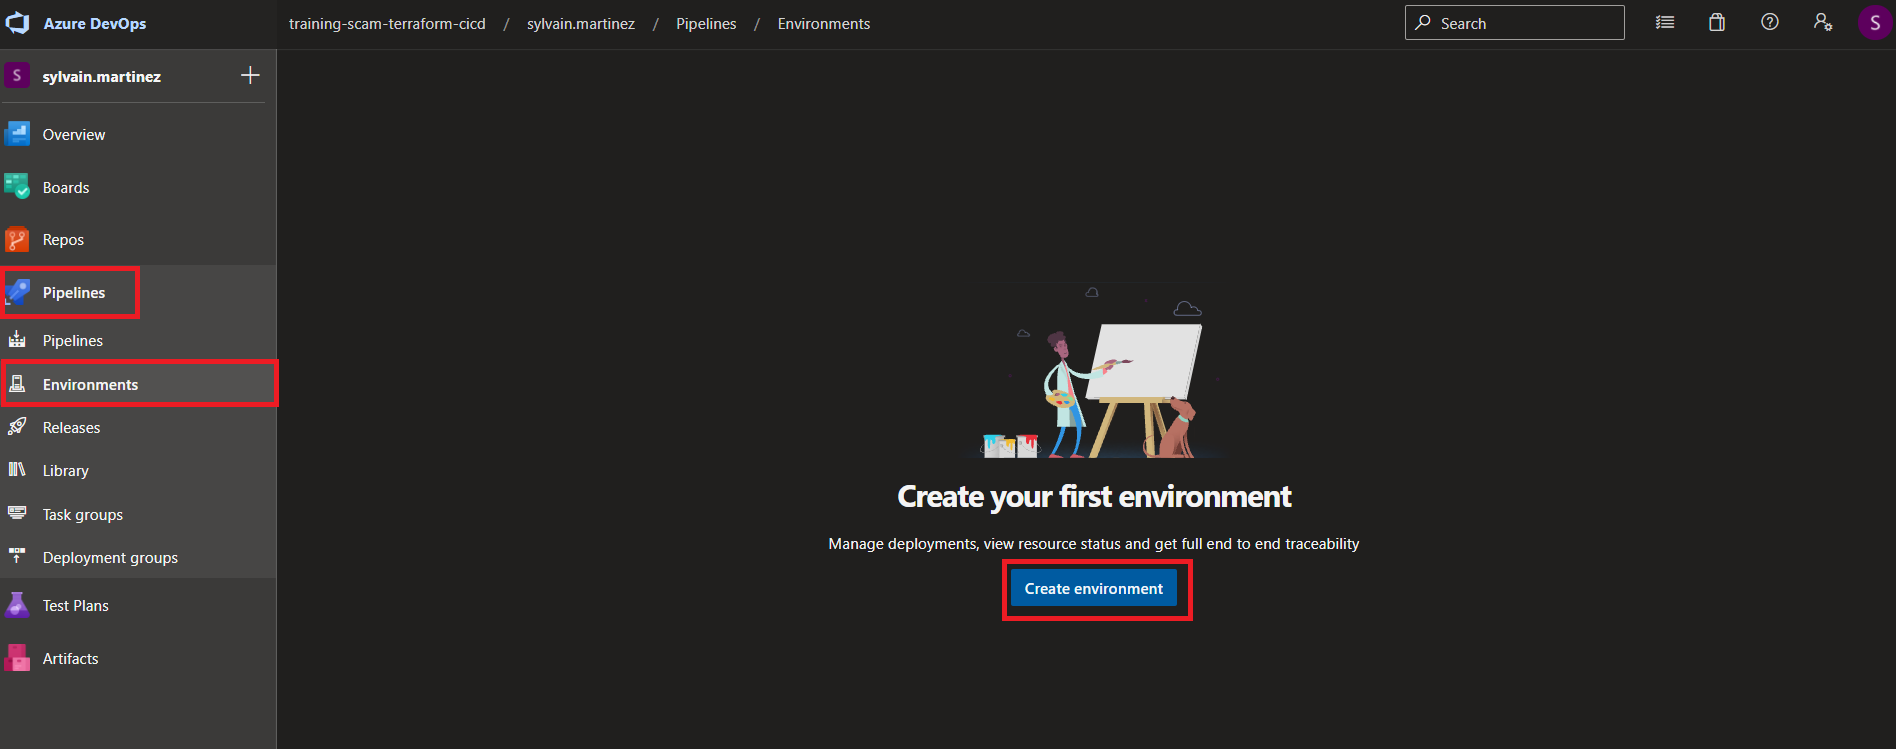 Azure DevOps
training-scam-terraform-cicd / sylvain.martinez / Pipelines / Environments
Search
S
S
sylvain.martinez
Overview
Boards
Repos
Pipelines
Pipelines
Environments
Releases
Library
Task groups
Deployment groups
Test Plans
Artifacts
Create your first environment
Manage deployments, view resource status and get full end to end traceability
Create environment